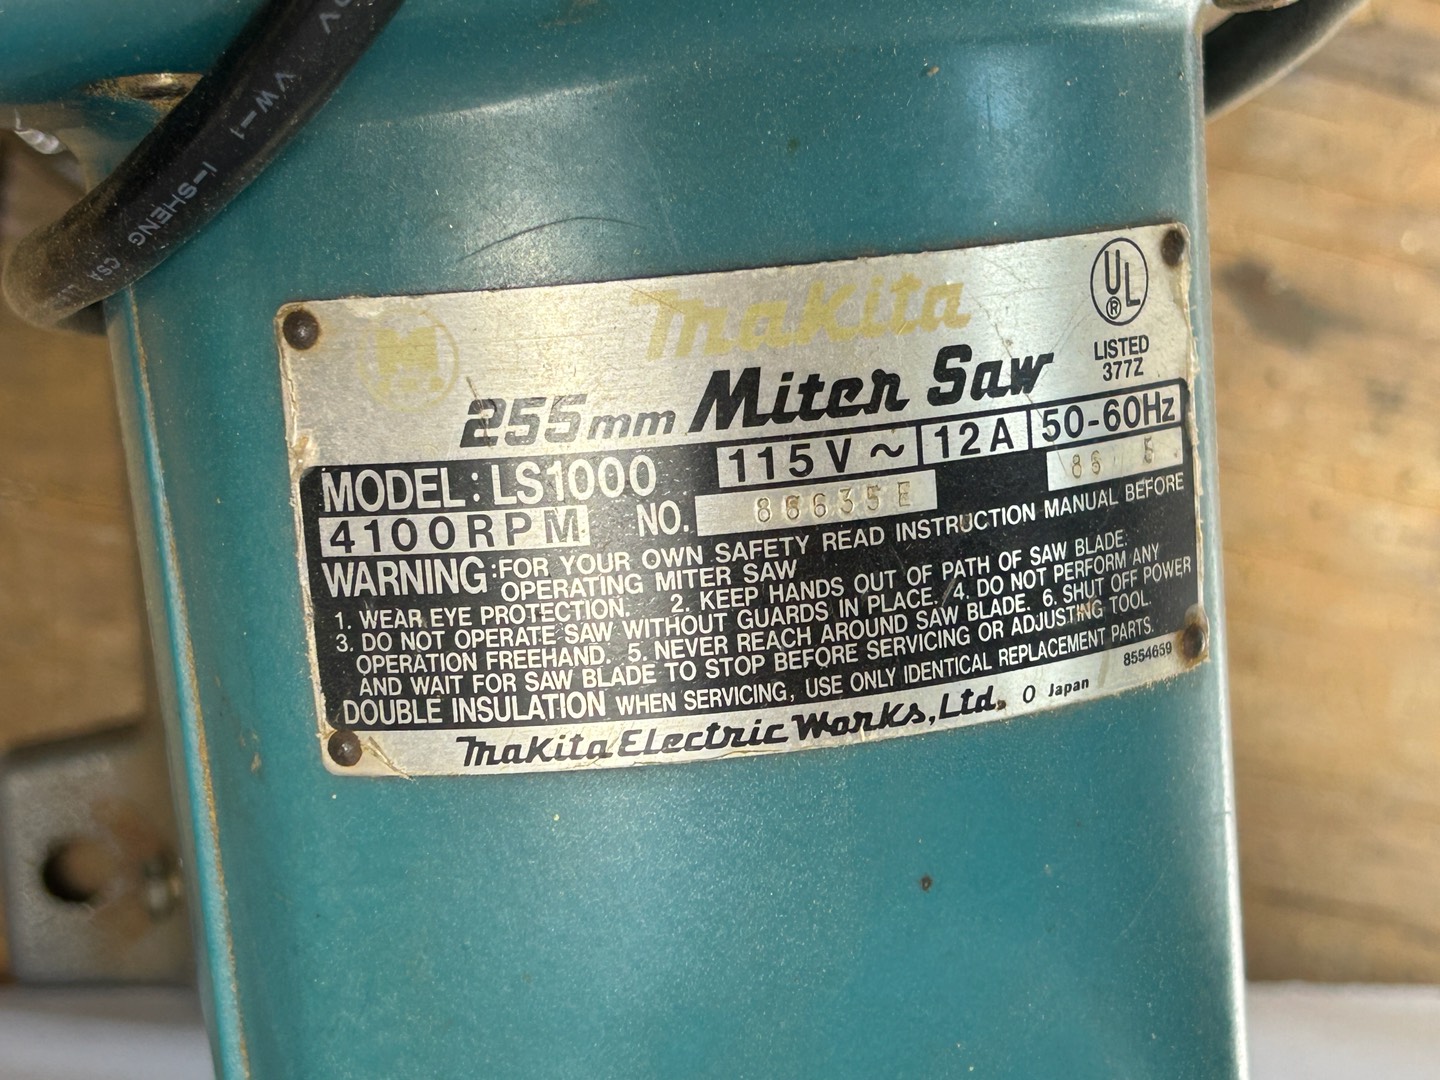 VW-1 I-SHENG CSA
Makita
UL
®
LISTED
377Z
255mm Miter Saw
MODEL: LS1000 115V~ 12A 50-60Hz
4100RPM NO. 86635E 86 5
WARNING: FOR YOUR OWN SAFETY READ INSTRUCTION MANUAL BEFORE
OPERATING MITER SAW
1. WEAR EYE PROTECTION. 2. KEEP HANDS OUT OF PATH OF SAW BLADE.
3. DO NOT OPERATE SAW WITHOUT GUARDS IN PLACE. 4. DO NOT PERFORM ANY
OPERATION FREEHAND. 5. NEVER REACH AROUND SAW BLADE. 6. SHUT OFF POWER
AND WAIT FOR SAW BLADE TO STOP BEFORE SERVICING OR ADJUSTING TOOL.
DOUBLE INSULATION WHEN SERVICING, USE ONLY IDENTICAL REPLACEMENT PARTS.
8554659
Makita Electric Works, Ltd. O Japan